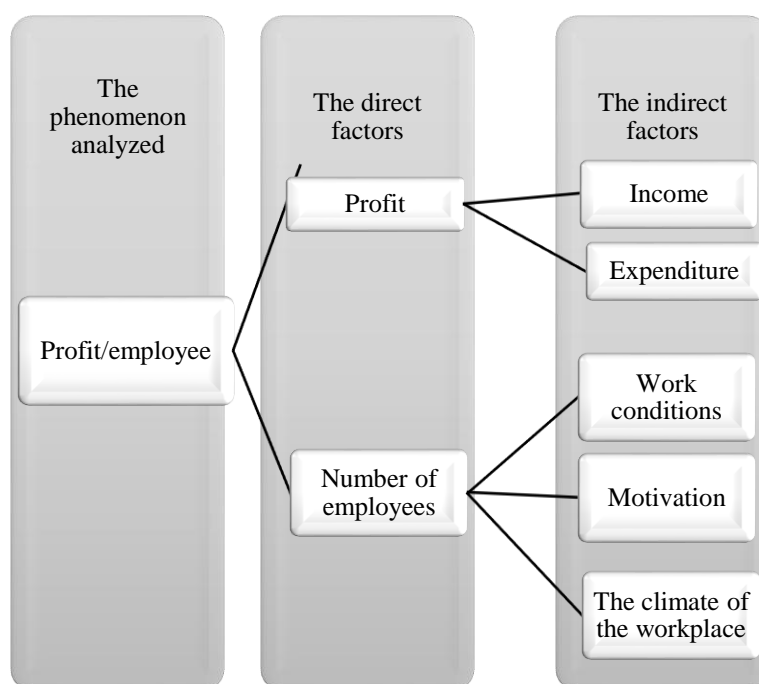 The
phenomenon
analyzed
Profit/employee
The direct
factors
Profit
Number of
employees
The indirect
factors
Income
Expenditure
Work
conditions
Motivation
The climate of
the workplace